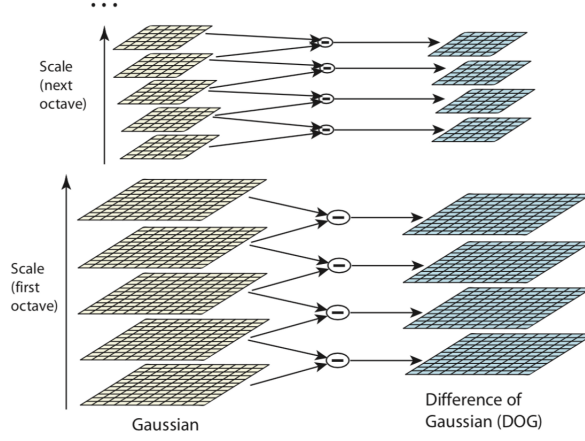 ...
Scale
(next
octave)
Scale
(first
octave)
Gaussian
Difference of
Gaussian (DOG)